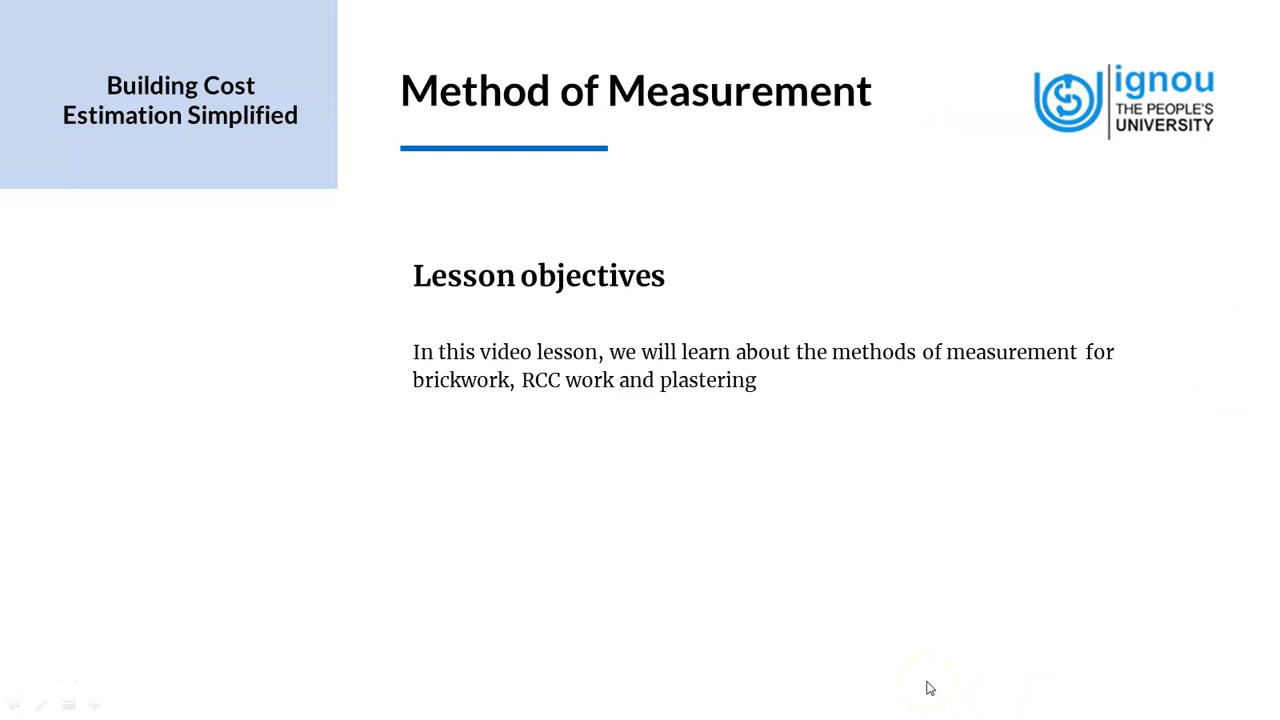 Building Cost
Estimation Simplified
Method of Measurement
ignou
THE PEOPLE'S
UNIVERSITY
Lesson objectives
In this video lesson, we will learn about the methods of measurement for
brickwork, RCC work and plastering